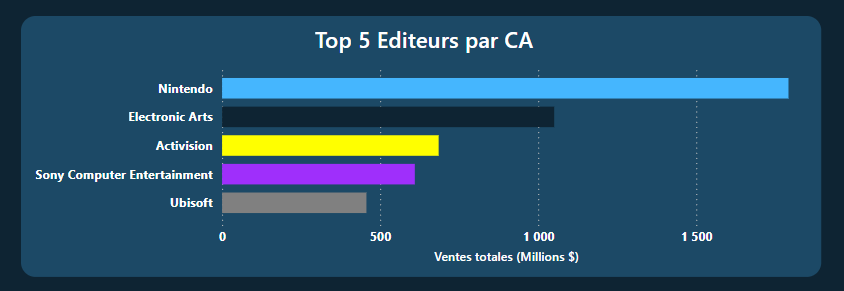 Top 5 Editeurs par CA
Nintendo
Electronic Arts
Activision
Sony Computer Entertainment
Ubisoft
0 500 1 000 1 500
Ventes totales (Millions $)